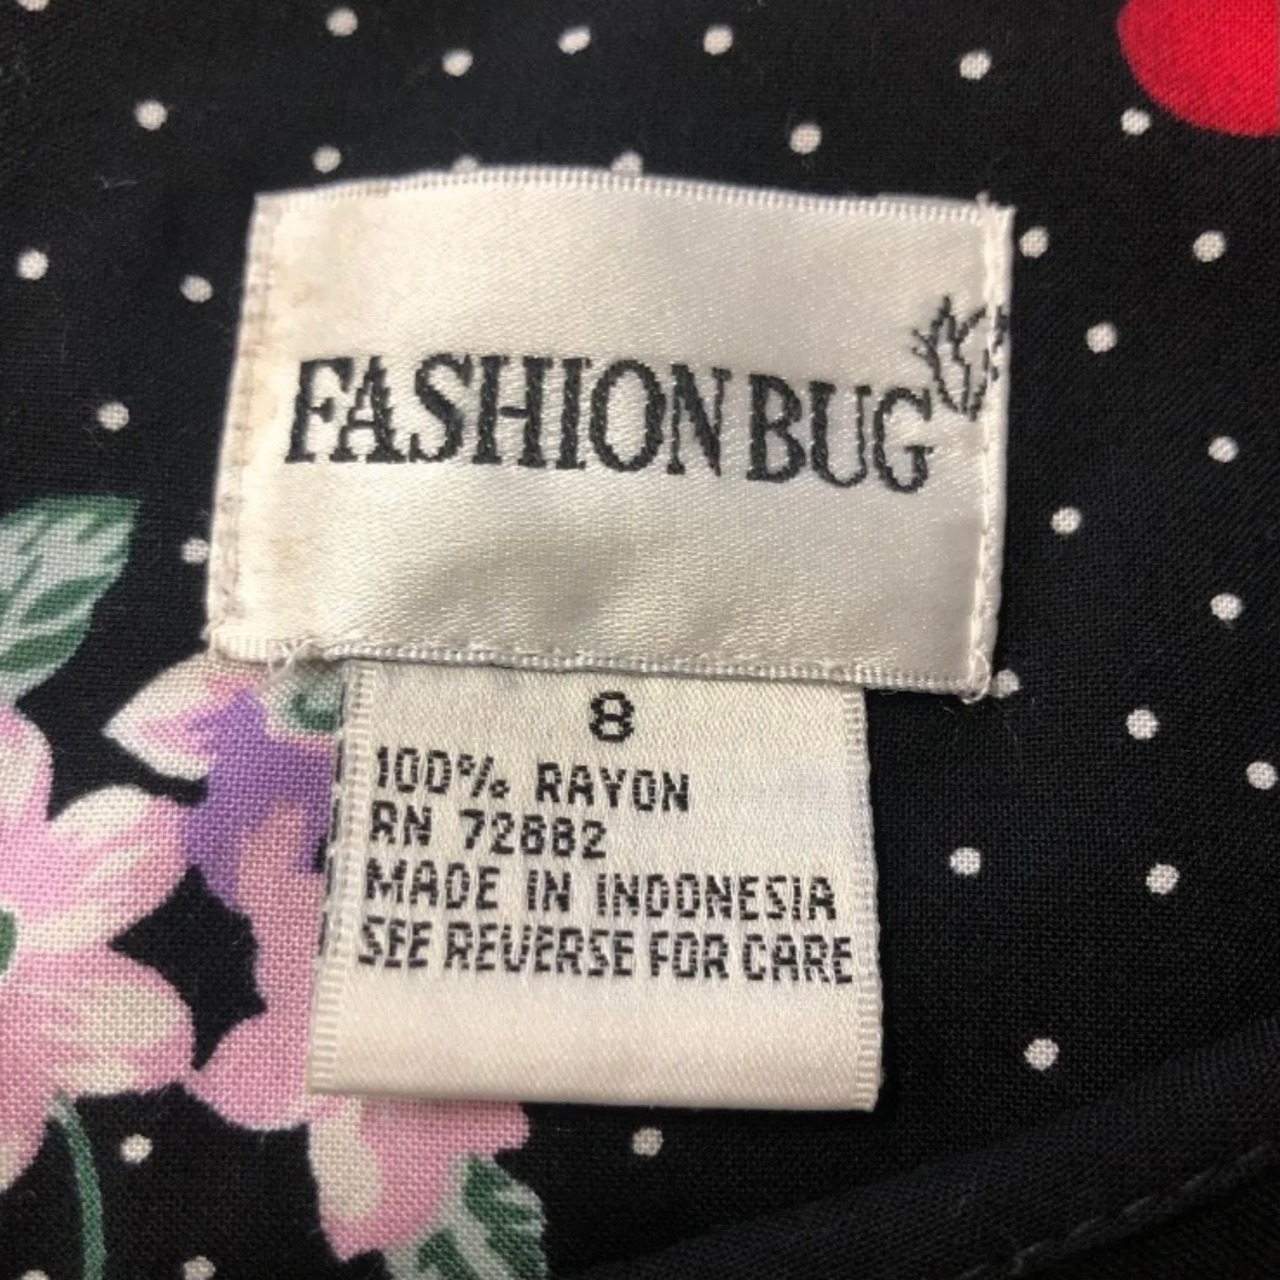 FASHION BUG
8
100% RAYON
RN 72882
MADE IN INDONESIA
SEE REVERSE FOR CARE